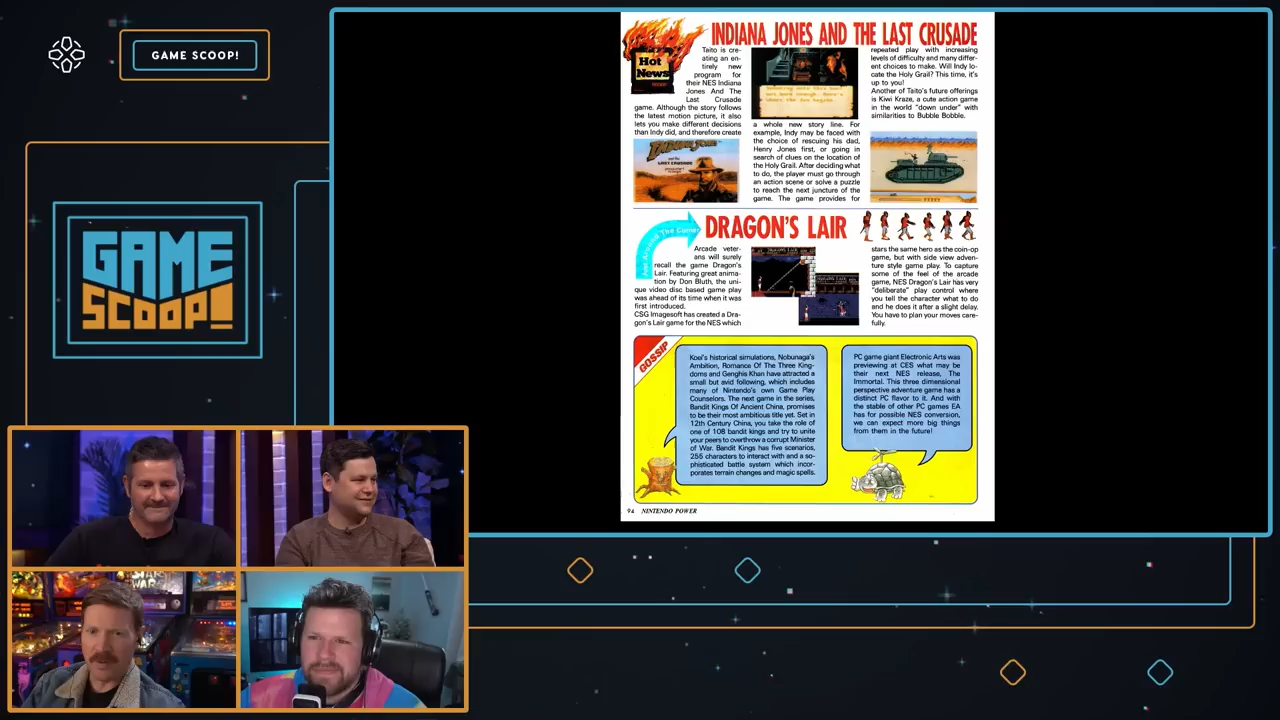 GAME SCOOP!
GAME
SCOOP!
INDIANA JONES AND THE LAST CRUSADE
Hot
News
Taito is cre-
ating an en-
tirely new
program for
their NES Indiana
Jones And The
Last Crusade
game. Although the story follows
the latest motion picture, it also
lets you make different decisions
than Indy did, and therefore create
a whole new story line. For
example, Indy may be faced with
the choice of rescuing his dad,
Henry Jones first, or going in
search of clues on the location of
the Holy Grail. After deciding what
to do, the player must go through
an action scene or solve a puzzle
to reach the next juncture of the
game. The game provides for
repeated play with increasing
levels of difficulty and many differ-
ent choices to make. Will Indy lo-
cate the Holy Grail? This time, it's
up to you!
Another of Taito's future offerings
is Kiwi Kraze, a cute action game
in the world "down under" with
similarities to Bubble Bobble.
INDIANA JONES
and the
LAST CRUSADE
Just Around The Corner
DRAGON'S LAIR
Arcade veter-
ans will surely
recall the game Dragon's
Lair. Featuring great anima-
tion by Don Bluth, the uni-
que video disc based game play
was ahead of its time when it was
first introduced.
CSG Imagesoft has created a Dra-
gon's Lair game for the NES which
stars the same hero as the coin-op
game, but with side view adven-
ture style game play. To capture
some of the feel of the arcade
game, NES Dragon's Lair has very
"deliberate" play control where
you tell the character what to do
and he does it after a slight delay.
You have to plan your moves care-
fully.
GOSSIP
Koei's historical simulations, Nobunaga's
Ambition, Romance Of The Three King-
doms and Genghis Khan have attracted a
small but avid following, which includes
many of Nintendo's own Game Play
Counselors. The next game in the series,
Bandit Kings Of Ancient China, promises
to be their most ambitious title yet. Set in
12th Century China, you take the role of
one of 108 bandit kings and try to unite
your peers to overthrow a corrupt Minister
of War. Bandit Kings has five scenarios,
255 characters to interact with and a so-
phisticated battle system which incor-
porates terrain changes and magic spells.
PC game giant Electronic Arts was
previewing at CES what may be
their next NES release, The
Immortal. This three dimensional
perspective adventure game has a
distinct PC flavor to it. And with
the stable of other PC games EA
has for possible NES conversion,
we can expect more big things
from them in the future!
94 NINTENDO POWER
STAR
WARS